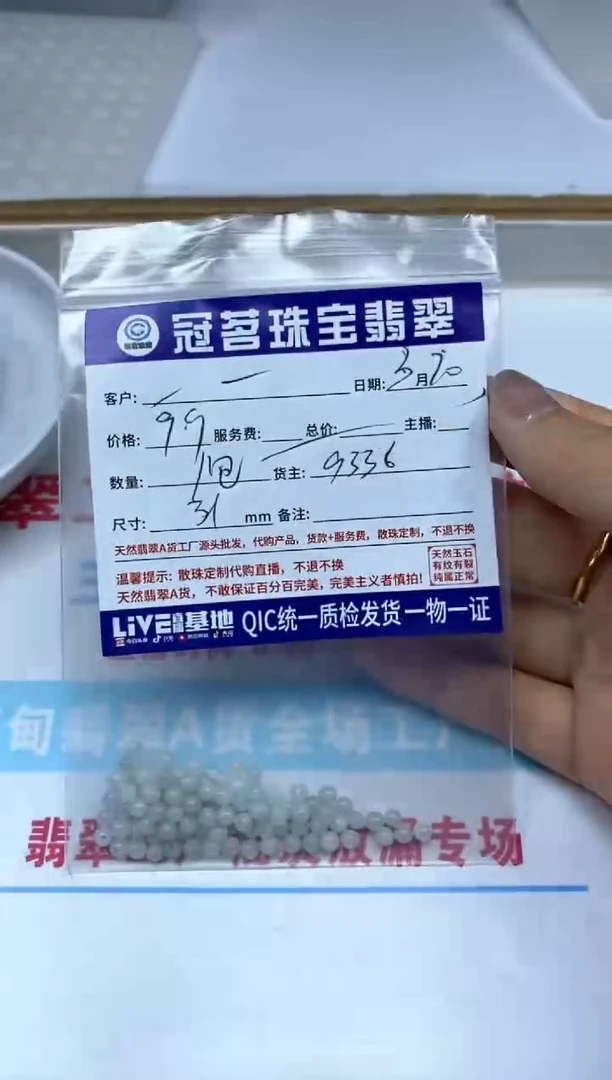 冠茗珠宝翡翠
客户: 日期: 3月20
价格: 99 服务费: 总价: 主播:
数量: 1包 货主: 9336
尺寸: 31 mm 备注:
天然翡翠A货工厂源头批发，代购产品，货款+服务费，散珠定制，不退不换
温馨提示：散珠定制代购直播，不退不换
天然翡翠A货，不敢保证百分百完美，完美主义者慎拍！
天然玉石
有纹有裂
纯属正常
LiVE 基地 QIC统一质检发货一物一证
甸翡翠A货全场工厂
翡翠 专场